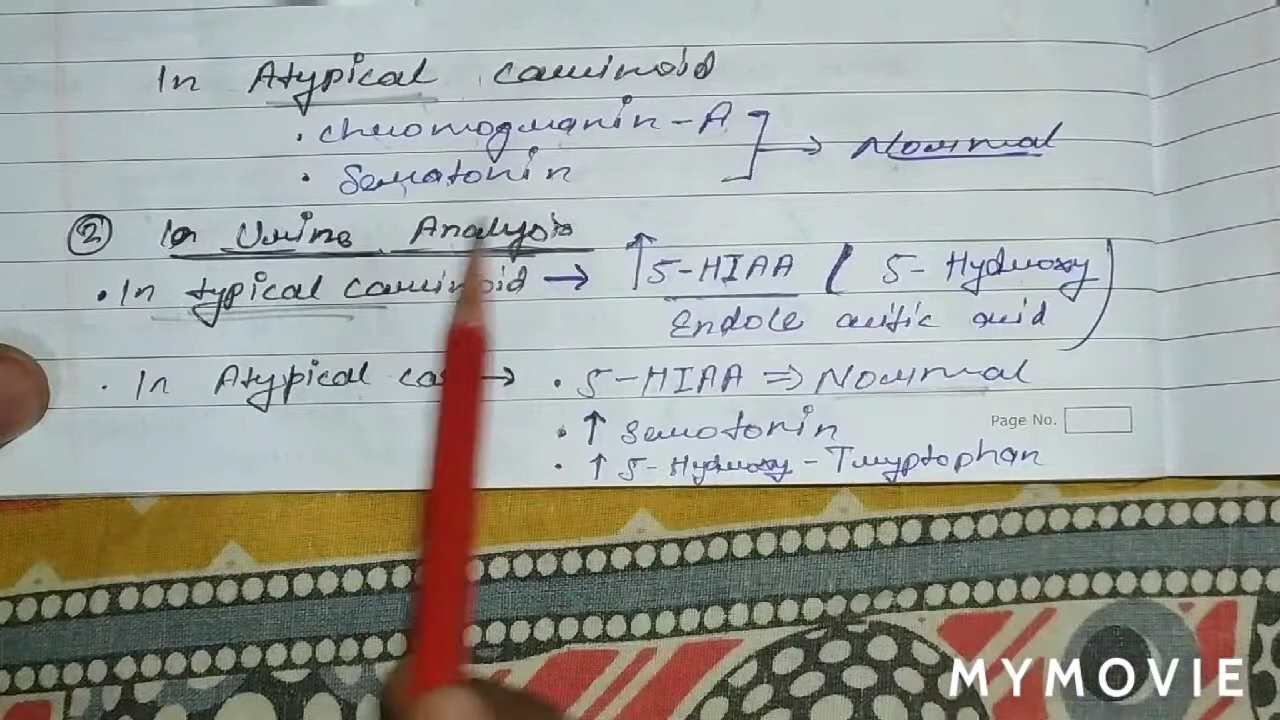 In Atypical carcinoid
• chromogranin-A
• Serotonin
→ Normal
② In Urine Analysis
• In typical carcinoid → ↑ 5-HIAA ( 5- Hydroxy
Endole acitic acid )
• In Atypical → • 5-HIAA ⇒ Normal
• ↑ serotonin
• ↑ 5-Hydroxy-Tryptophan
Page No.
MYMOVIE